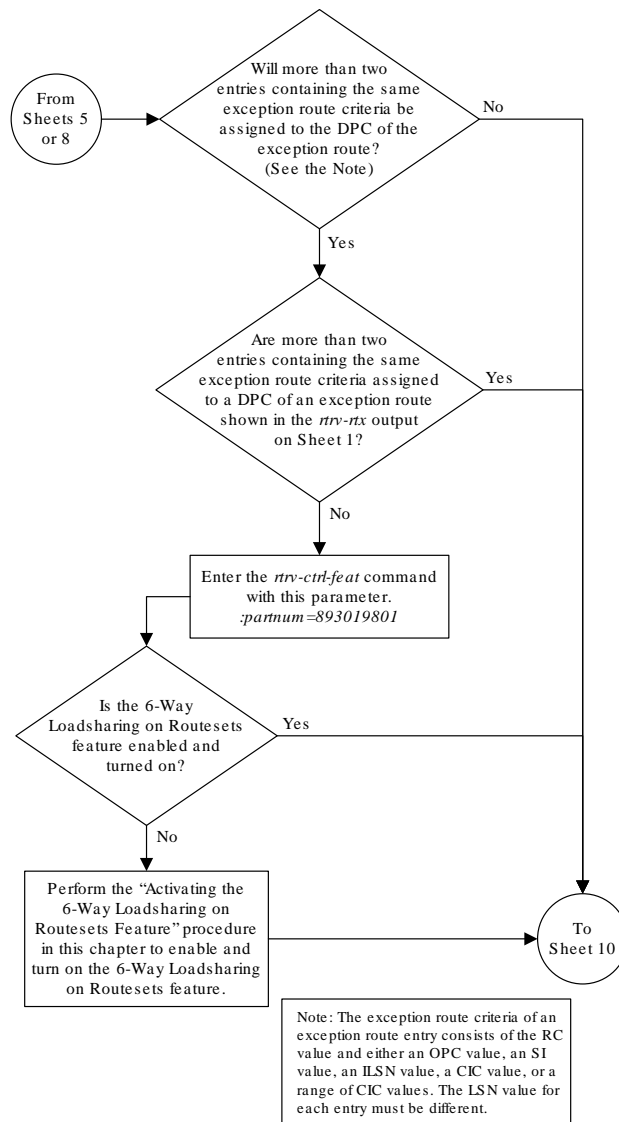 From
Sheets 5
or 8
Will more than two
entries containing the same
exception route criteria be
assigned to the DPC of the
exception route?
(See the Note)
No
Yes
Are more than two
entries containing the same
exception route criteria assigned
to a DPC of an exception route
shown in the rtrv-rtx output
on Sheet 1?
Yes
No
Enter the rtrv-ctrl-feat command
with this parameter.
:partnum=893019801
Is the 6-Way
Loadsharing on Routesets
feature enabled and
turned on?
Yes
No
Perform the “Activating the
6-Way Loadsharing on
Routesets Feature” procedure
in this chapter to enable and
turn on the 6-Way Loadsharing
on Routesets feature.
To
Sheet 10
Note: The exception route criteria of an
exception route entry consists of the RC
value and either an OPC value, an SI
value, an ILSN value, a CIC value, or a
range of CIC values. The LSN value for
each entry must be different.